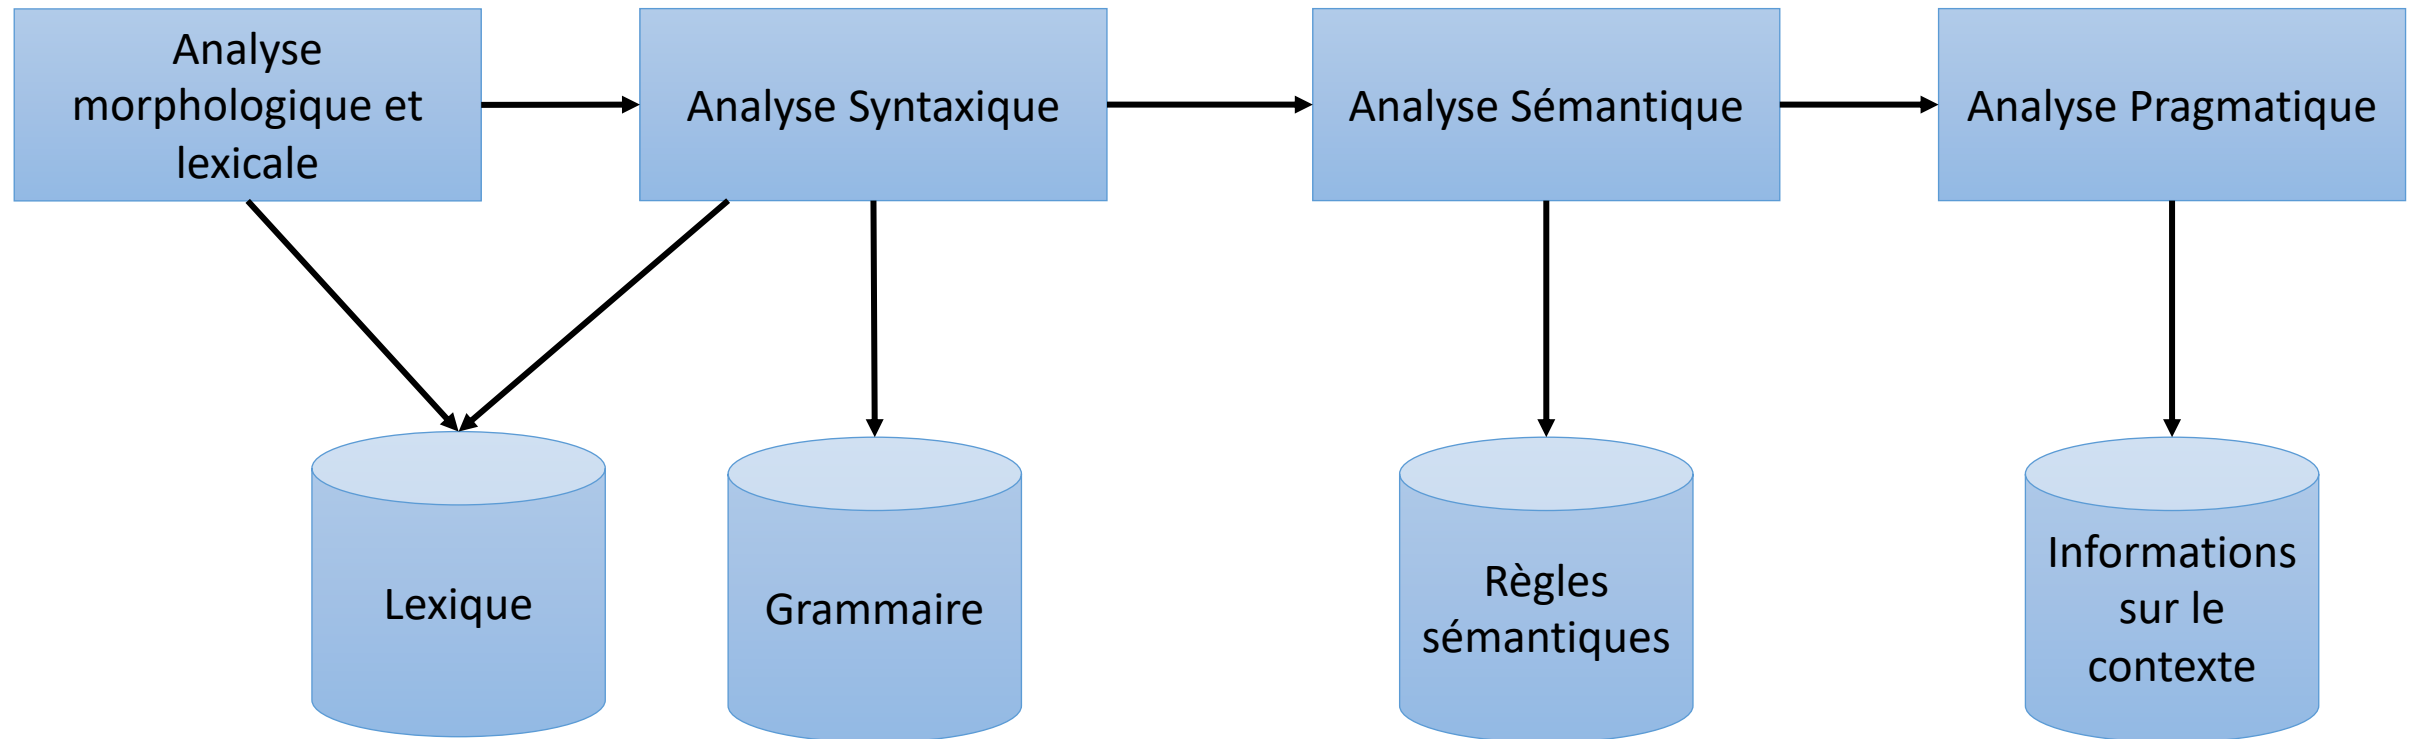 Analyse
morphologique et
lexicale
Analyse Syntaxique
Analyse Sémantique
Analyse Pragmatique
Lexique
Grammaire
Règles
sémantiques
Informations
sur le
contexte